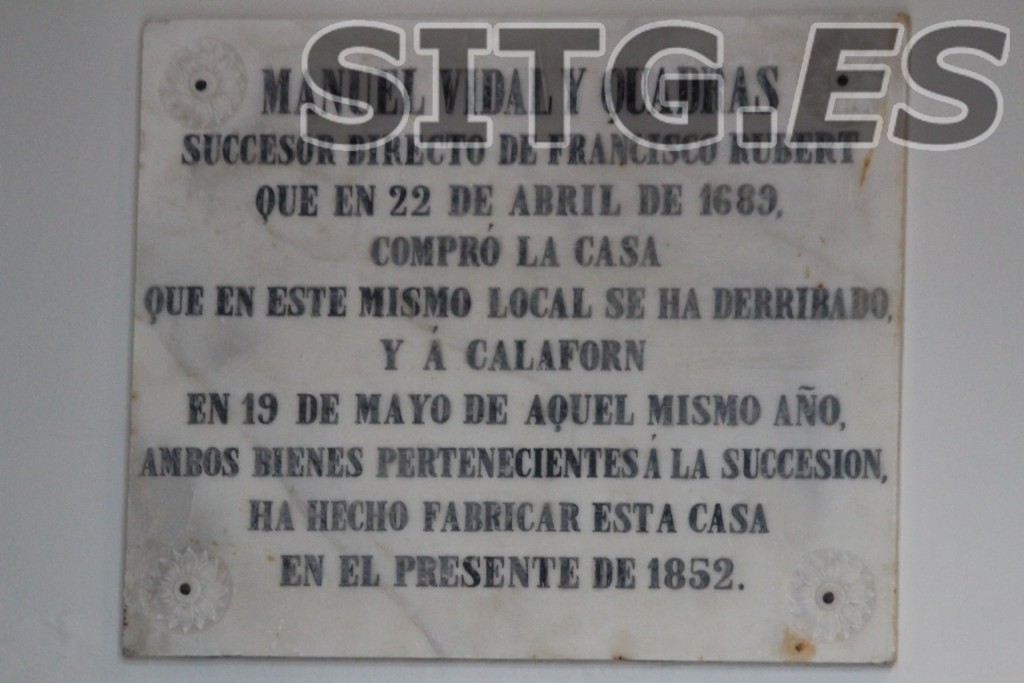 SITG.ES
MANUEL VIDAL Y QUADRAS
SUCCESOR DIRECTO DE FRANCISCO RUBERT
QUE EN 22 DE ABRIL DE 1689,
COMPRÓ LA CASA
QUE EN ESTE MISMO LOCAL SE HA DERRIBADO,
Y Á CALAFORN
EN 19 DE MAYO DE AQUEL MISMO AÑO,
AMBOS BIENES PERTENECIENTES Á LA SUCCESION,
HA HECHO FABRICAR ESTA CASA
EN EL PRESENTE DE 1852.